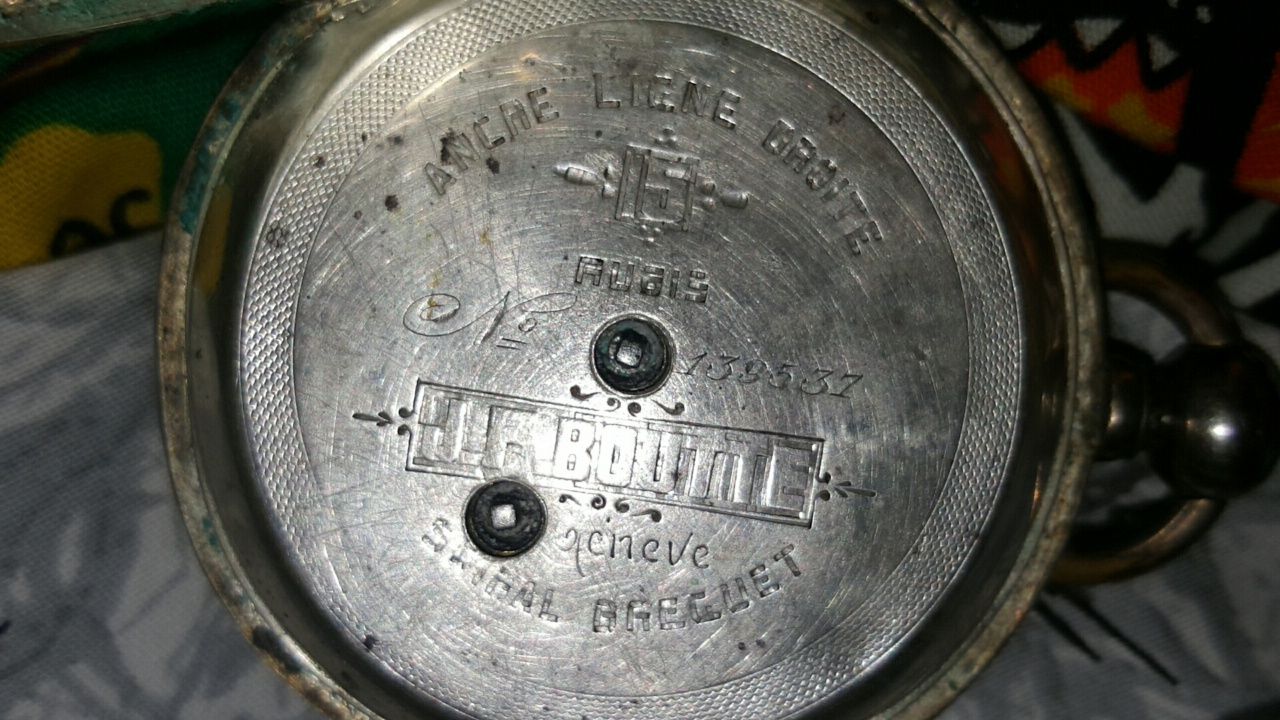 ANCRE LIGNE DROITE
15
RUBIS
No 139537
BOUTTE
Genève
SPIRAL BREGUET